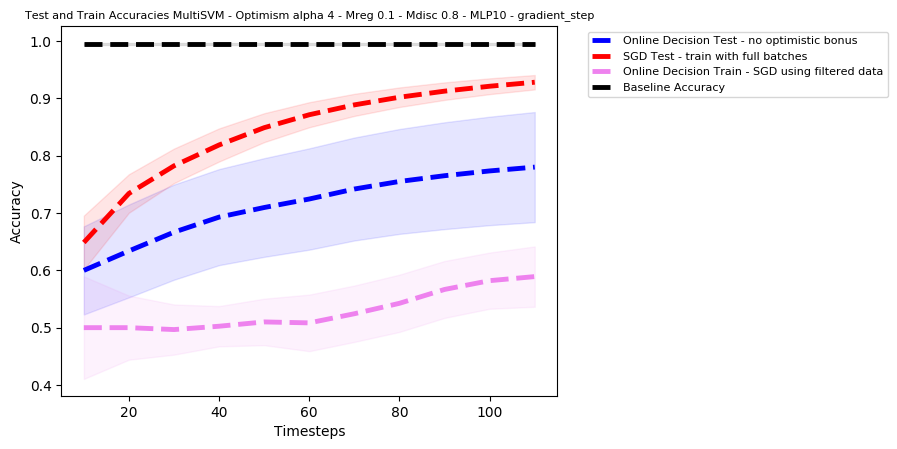 Test and Train Accuracies MultiSVM - Optimism alpha 4 - Mreg 0.1 - Mdisc 0.8 - MLP10 - gradient_step
1.0
0.9
0.8
0.7
0.6
0.5
0.4
Accuracy
20
40
60
80
100
Timesteps
Online Decision Test - no optimistic bonus
SGD Test - train with full batches
Online Decision Train - SGD using filtered data
Baseline Accuracy